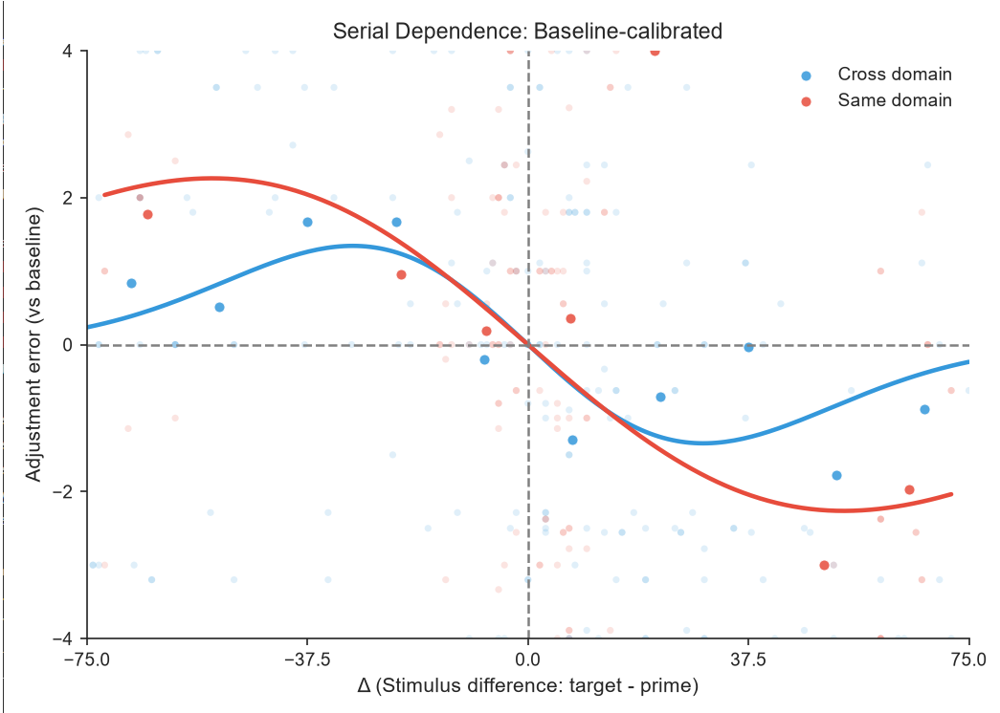 Serial Dependence: Baseline-calibrated
Cross domain
Same domain
Adjustment error (vs baseline)
4
2
0
−2
−4
−75.0
−37.5
0.0
37.5
75.0
Δ (Stimulus difference: target - prime)